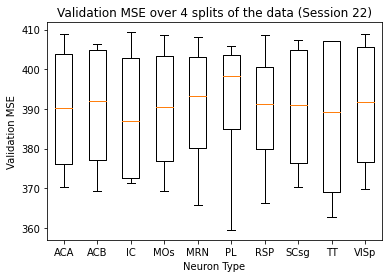 Validation MSE over 4 splits of the data (Session 22)
410
400
390
380
370
360
Validation MSE
ACA ACB IC MOs MRN PL RSP SCsg TT VISp
Neuron Type